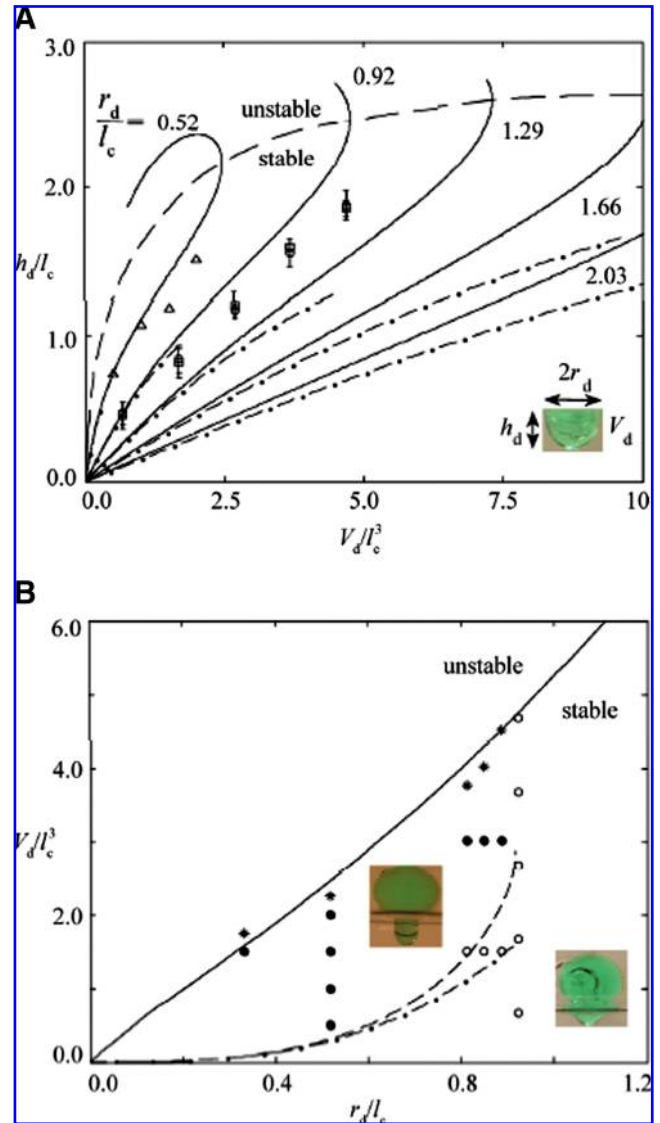 A
3.0
0.92
r_d/l_c = 0.52
unstable
1.29
stable
2.0
1.66
h_d/l_c
2.03
1.0
2r_d
h_d
V_d
0.0
0.0
2.5
5.0
7.5
10
V_d/l_c^3
B
6.0
unstable
stable
4.0
V_d/l_c^3
2.0
0.0
0.0
0.4
0.8
1.2
r_d/l_c